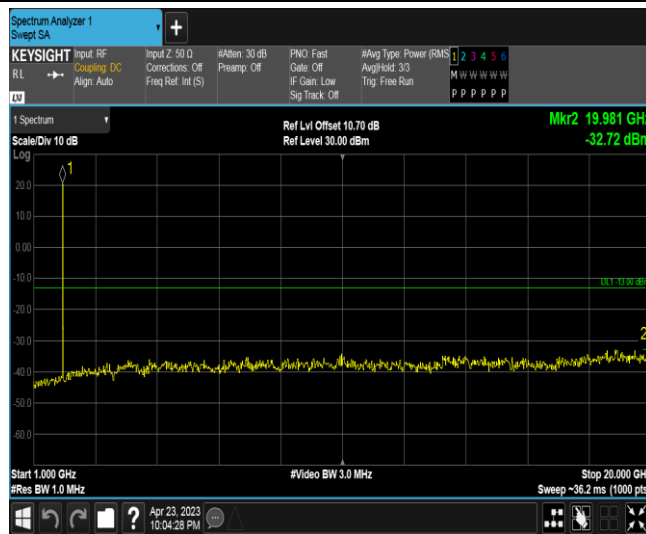 Spectrum Analyzer 1
Swept SA
+
KEYSIGHT
Input: RF
Input Z: 50 Ω
#Atten: 30 dB
PNO: Fast
#Avg Type: Power (RMS
1 2 3 4 5 6
RL
Coupling: DC
Corrections: Off
Preamp: Off
Gate: Off
Avg|Hold: 3/3
M W W W W W
Align: Auto
Freq Ref: Int (S)
IF Gain: Low
Trig: Free Run
Sig Track: Off
P P P P P P
LXI
1 Spectrum
Ref Lvl Offset 10.70 dB
Mkr2 19.981 GHz
Scale/Div 10 dB
Ref Level 30.00 dBm
-32.72 dBm
Log
1
20.0
10.0
0.00
-10.0
DL1 -13.00 dBm
-20.0
-30.0
2
-40.0
-50.0
-60.0
Start 1.000 GHz
#Video BW 3.0 MHz
Stop 20.000 GHz
#Res BW 1.0 MHz
Sweep ~36.2 ms (1000 pts
?
Apr 23, 2023
10:04:28 PM